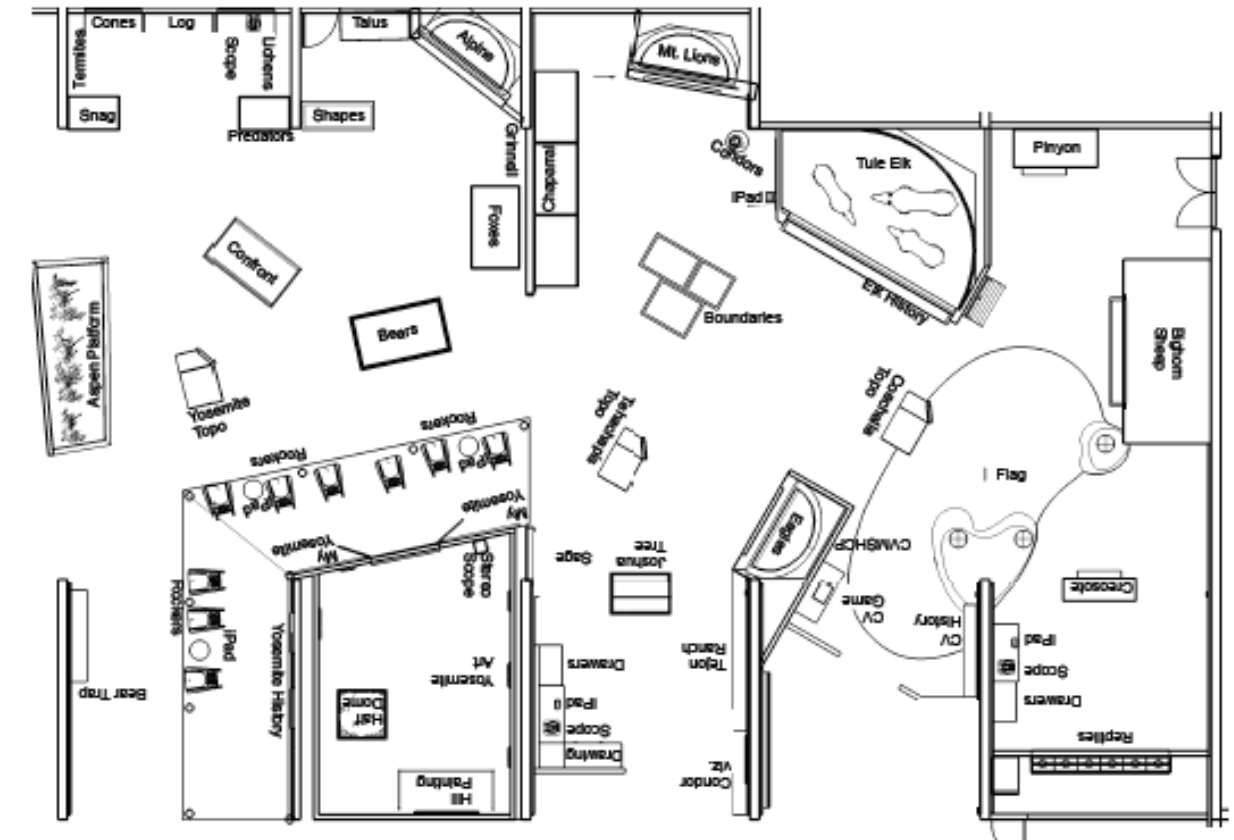 Cones
Log
Termites
Scope
Lichens
Snag
Predators
Talus
Shapes
Alpine
Grinnell
Chaparral
Foxes
Mt. Lions
Condors
iPad
Tule Elk
Elk History
Pinyon
Bighorn
Sheep
Confront
Bears
Aspen Platform
Yosemite
Topo
Boundaries
Tehachapis
Topo
Coachella
Topo
Flag
Rockers
iPad
Rockers
iPad
My
Yosemite
My
Yosemite
Stereo
Scope
Sage
Joshua
Tree
Eagles
CVMSHCP
CV
Game
CV
History
Creosote
Rockers
iPad
Yosemite History
Bear Trap
Yosemite
Art
Half
Dome
Hill
Painting
Drawers
iPad
Scope
Drawing
Tejon
Ranch
Condor
viz.
iPad
Scope
Drawers
Reptiles